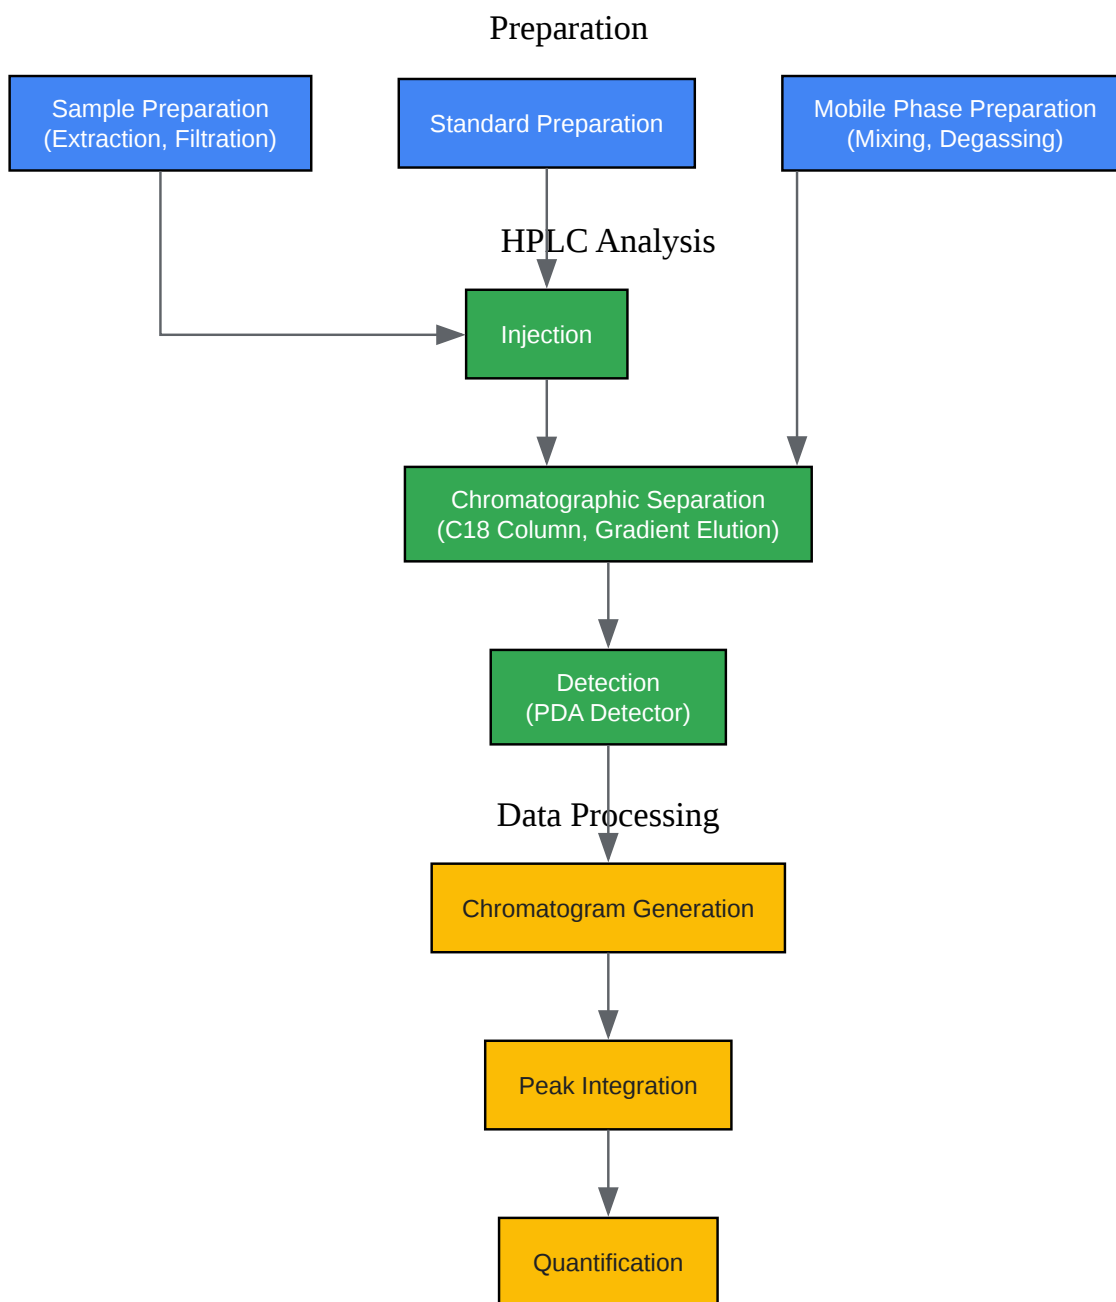 Preparation
Sample Preparation
(Extraction, Filtration)
Standard Preparation
Mobile Phase Preparation
(Mixing, Degassing)
HPLC Analysis
Injection
Chromatographic Separation
(C18 Column, Gradient Elution)
Detection
(PDA Detector)
Data Processing
Chromatogram Generation
Peak Integration
Quantification